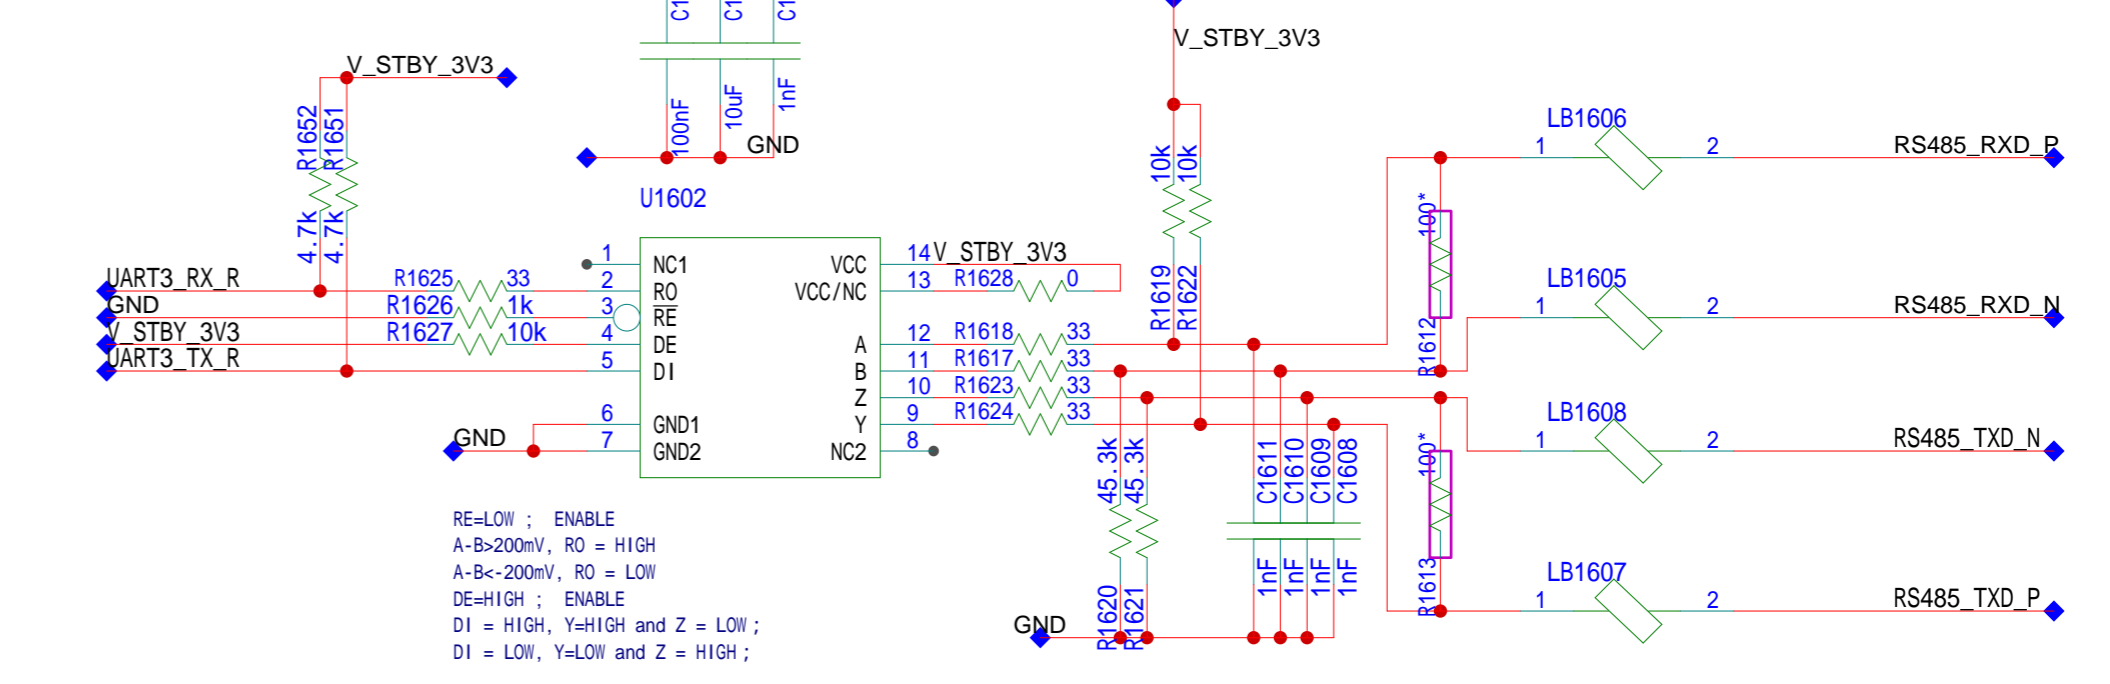 C1
C1
C1
V_STBY_3V3
V_STBY_3V3
100nF
10uF
1nF
GND
R1652
R1651
4.7k
4.7k
U1602
10k
10k
R1619
R1622
LB1606
1
2
RS485_RXD_P
100*
R1612
LB1605
1
2
RS485_RXD_N
UART3_RX_R
R1625
33
GND
R1626
1k
V_STBY_3V3
R1627
10k
UART3_TX_R
1
NC1
2
RO
3
RE
4
DE
5
DI
6
GND1
7
GND2
GND
VCC
14
V_STBY_3V3
VCC/NC
13
R1628
0
A
12
R1618
33
B
11
R1617
33
Z
10
R1623
33
Y
9
R1624
33
NC2
8
45.3k
45.3k
R1620
R1621
C1611
C1610
C1609
C1608
1nF
1nF
1nF
1nF
GND
LB1608
1
2
RS485_TXD_N
100*
R1613
LB1607
1
2
RS485_TXD_P
RE=LOW ; ENABLE
A-B>200mV, RO = HIGH
A-B<-200mV, RO = LOW
DE=HIGH ; ENABLE
DI = HIGH, Y=HIGH and Z = LOW ;
DI = LOW, Y=LOW and Z = HIGH ;